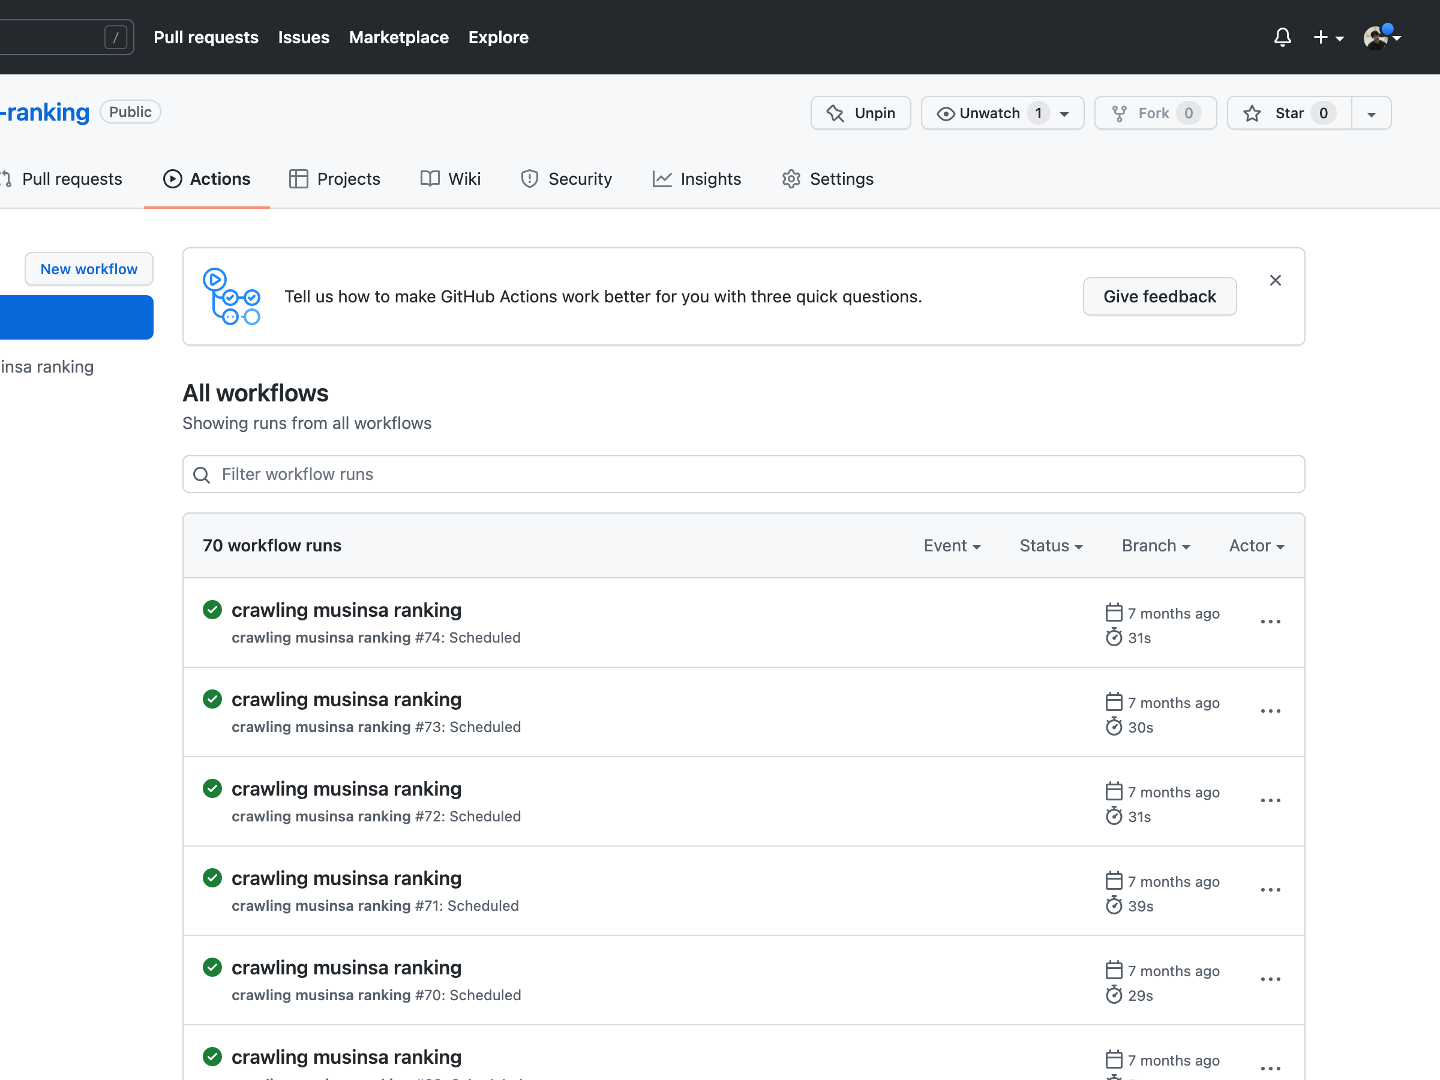 / Pull requests Issues Marketplace Explore
-ranking Public Unpin Unwatch 1 Fork 0 Star 0
Pull requests Actions Projects Wiki Security Insights Settings
New workflow
insa ranking
Tell us how to make GitHub Actions work better for you with three quick questions. Give feedback
All workflows
Showing runs from all workflows
Filter workflow runs
70 workflow runs Event Status Branch Actor
crawling musinsa ranking
crawling musinsa ranking #74: Scheduled
7 months ago
31s
crawling musinsa ranking
crawling musinsa ranking #73: Scheduled
7 months ago
30s
crawling musinsa ranking
crawling musinsa ranking #72: Scheduled
7 months ago
31s
crawling musinsa ranking
crawling musinsa ranking #71: Scheduled
7 months ago
39s
crawling musinsa ranking
crawling musinsa ranking #70: Scheduled
7 months ago
29s
crawling musinsa ranking
7 months ago